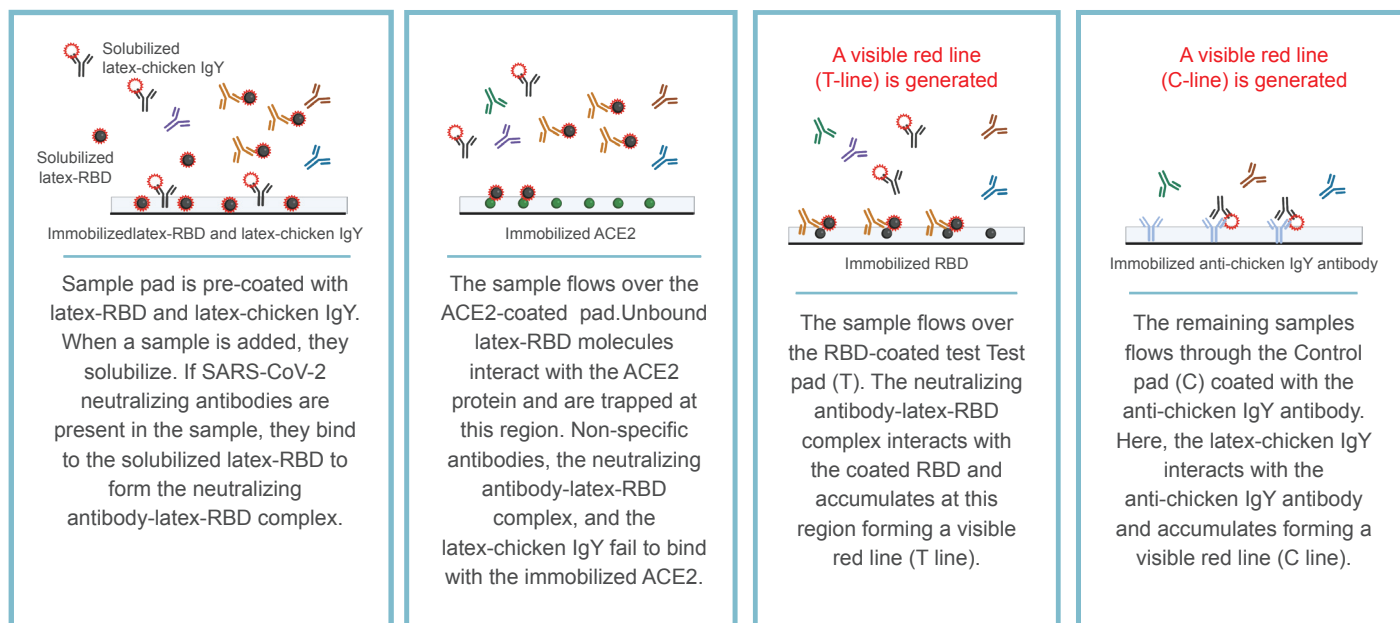 Solubilized
latex-chicken IgY
Solubilized
latex-RBD
Immobilizedlatex-RBD and latex-chicken IgY
Sample pad is pre-coated with
latex-RBD and latex-chicken IgY.
When a sample is added, they
solubilize. If SARS-CoV-2
neutralizing antibodies are
present in the sample, they bind
to the solubilized latex-RBD to
form the neutralizing
antibody-latex-RBD complex.
Immobilized ACE2
The sample flows over the
ACE2-coated pad.Unbound
latex-RBD molecules
interact with the ACE2
protein and are trapped at
this region. Non-specific
antibodies, the neutralizing
antibody-latex-RBD
complex, and the
latex-chicken IgY fail to bind
with the immobilized ACE2.
A visible red line
(T-line) is generated
Immobilized RBD
The sample flows over
the RBD-coated test Test
pad (T). The neutralizing
antibody-latex-RBD
complex interacts with
the coated RBD and
accumulates at this
region forming a visible
red line (T line).
A visible red line
(C-line) is generated
Immobilized anti-chicken IgY antibody
The remaining samples
flows through the Control
pad (C) coated with the
anti-chicken IgY antibody.
Here, the latex-chicken IgY
interacts with the
anti-chicken IgY antibody
and accumulates forming a
visible red line (C line).